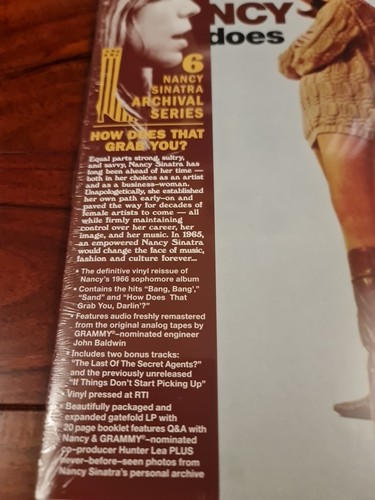 NCY
does
6
NANCY
SINATRA
ARCHIVAL
SERIES
HOW DOES THAT
GRAB YOU?
Equal parts strong, sultry,
and savvy, Nancy Sinatra has
long been ahead of her time —
both in her choices as an artist
and as a business-woman.
Unapologetically, she established
her own path early-on and
paved the way for decades of
female artists to come — all
while firmly maintaining
control over her career, her
image, and her music. In 1965,
an empowered Nancy Sinatra
would change the face of music,
fashion and culture forever...
• The definitive vinyl reissue of
Nancy's 1966 sophomore album
• Contains the hits "Bang, Bang",
"Sand" and "How Does That
Grab You, Darlin'?"
• Features audio freshly remastered
from the original analog tapes by
GRAMMY®-nominated engineer
John Baldwin
• Includes two bonus tracks:
"The Last Of The Secret Agents?"
and the previously unreleased
"If Things Don't Start Picking Up"
• Vinyl pressed at RTI
• Beautifully packaged and
expanded gatefold LP with
20 page booklet features Q&A with
Nancy & GRAMMY®-nominated
co-producer Hunter Lea PLUS
never-before-seen photos from
Nancy Sinatra's personal archive